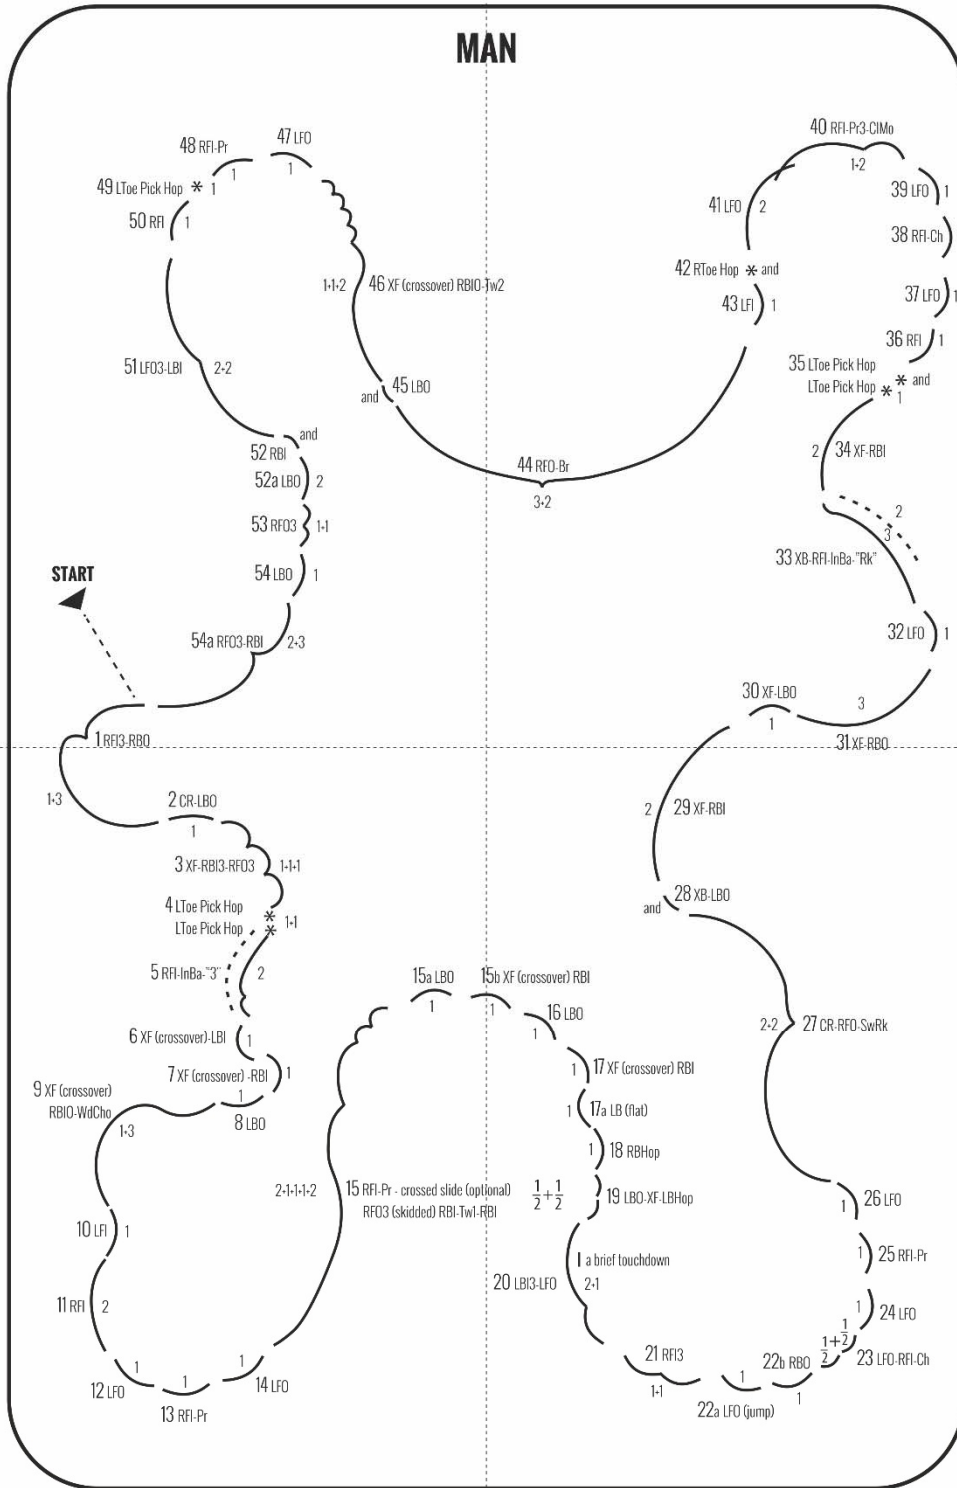 MAN
47 LFO
1
48 RFI-Pr
1
49 LToe Pick Hop * 1
50 RFI
1
40 RFI-Pr3-ClMo
1+2
39 LFO
1
41 LFO
2
38 RFI-Ch
42 RToe Hop * and
43 LFI
1
37 LFO
1
36 RFI
1
35 LToe Pick Hop
LToe Pick Hop
* and
*
1
1+1+2
46 XF (crossover) RBIO-Tw2
51 LFO3-LBI
2+2
45 LBO
and
34 XF-RBI
2
and
52 RBI
52a LBO
2
44 RFO-Br
3+2
53 RFO3
1+1
2
3
33 XB-RFI-InBa-"Rk"
54 LBO
1
START
54a RFO3-RBI
2+3
32 LFO
1
30 XF-LBO
1
3
31 XF-RBO
1 RFI3-RBO
1+3
2 CR-LBO
1
29 XF-RBI
2
3 XF-RBI3-RFO3
1+1+1
4 LToe Pick Hop
LToe Pick Hop
*
*
1+1
28 XB-LBO
and
5 RFI-InBa-"3"
2
15a LBO
1
15b XF (crossover) RBI
1
16 LBO
1
27 CR-RFO-SwRk
2+2
6 XF (crossover)-LBI
1
7 XF (crossover) -RBI
1
17 XF (crossover) RBI
1
9 XF (crossover)
RBIO-WdCho
1+3
8 LBO
1
17a LB (flat)
1
18 RBHop
1
15 RFI-Pr - crossed slide (optional)
RFO3 (skidded) RBI-Tw1-RBI
2+1+1+1+2
19 LBO-XF-LBHop
1/2+1/2
26 LFO
1
10 LFI
1
25 RFI-Pr
1
a brief touchdown
20 LBI3-LFO
2+1
11 RFI
2
24 LFO
1
23 LFO-RFI-Ch
1/2+1/2
21 RFI3
1+1
22b RBO
1
22a LFO (jump)
1
12 LFO
1
13 RFI-Pr
1
14 LFO
1